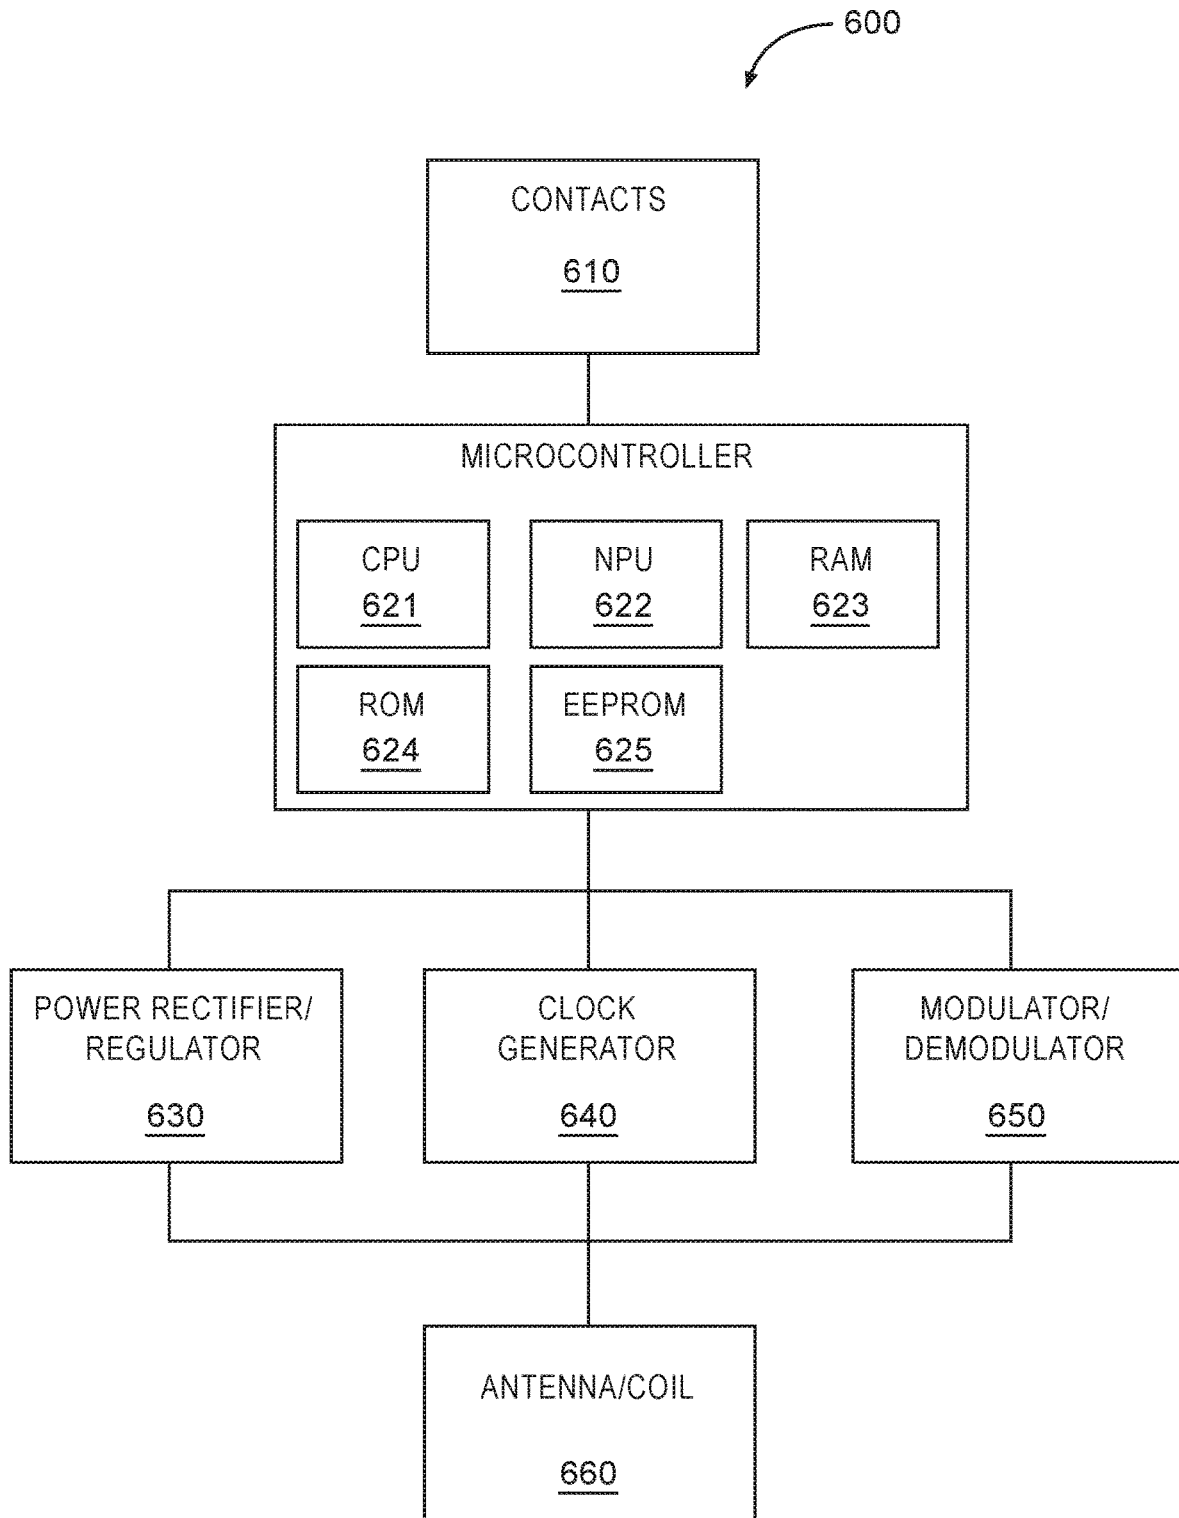 600
CONTACTS
610
MICROCONTROLLER
CPU
621
NPU
622
RAM
623
ROM
624
EEPROM
625
POWER RECTIFIER/
REGULATOR
630
CLOCK
GENERATOR
640
MODULATOR/
DEMODULATOR
650
ANTENNA/COIL
660